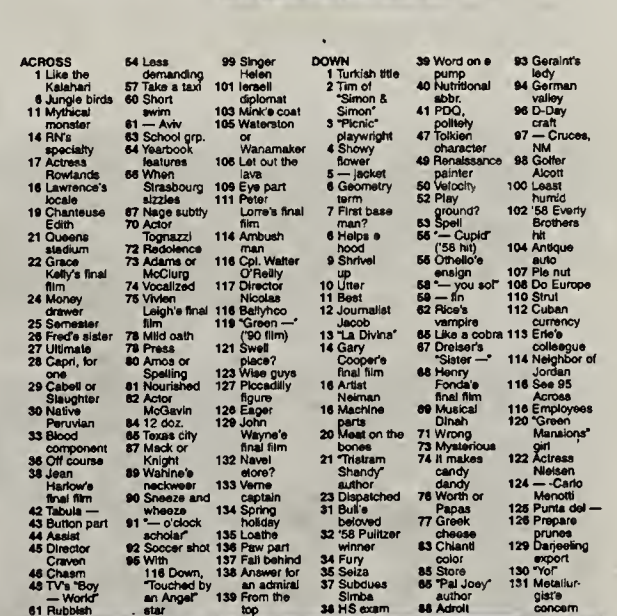 ACROSS
1 Like the
Kalahari
6 Jungle birds
11 Mythical
monster
14 RN's
specialty
17 Actress
Rowlands
18 Lawrence's
locale
19 Chanteuse
Edith
21 Queens
stadium
22 Grace
Kelly's final
film
24 Money
drawer
25 Semester
26 Fred's sister
27 Ultimate
28 Capri, for
one
29 Cabell or
Slaughter
30 Native
Peruvian
33 Blood
component
36 Off course
38 Jean
Harlow's
final film
42 Tabula —
43 Button part
44 Assist
45 Director
Craven
46 Chasm
48 TV's "Boy
— World"
51 Rubbish
54 Less
demanding
57 Take a taxi
60 Short
swim
61 — Aviv
63 School grp.
64 Yearbook
features
66 When
Strasbourg
sizzles
67 Nage subtly
70 Actor
Tognazzi
72 Redolence
73 Adams or
McClurg
74 Vocalized
75 Vivien
Leigh's final
film
78 Mild oath
79 Press
80 Amos or
Spelling
81 Nourished
82 Actor
McGavin
84 12 doz.
85 Texas city
87 Mack or
Knight
89 Wahine's
neckweer
90 Sneeze and
wheeze
91 "— o'clock
scholar"
92 Soccer shot
95 With
116 Down,
"Touched by
an Angel"
star
99 Singer
Helen
101 Israeli
diplomat
103 Mink's coat
105 Waterston
or
Wanamaker
106 Let out the
lava
109 Eye part
111 Peter
Lorre's final
film
114 Ambush
man
116 Cpl. Walter
O'Reilly
117 Director
Nicolas
118 Ballyhoo
119 "Green —"
('90 film)
121 Swell
place?
123 Wise guys
127 Piccadilly
figure
128 Eager
129 John
Wayne's
final film
132 Navel
store?
133 Verne
captain
134 Spring
holiday
135 Loathe
136 Paw part
137 Fall behind
138 Answer for
an admiral
139 From the
top
DOWN
1 Turkish title
2 Tim of
"Simon &
Simon"
3 "Picnic"
playwright
4 Showy
flower
5 — jacket
6 Geometry
term
7 First base
man?
8 Helps a
hood
9 Shrivel
up
10 Utter
11 Best
12 Journalist
Jacob
13 "La Divina"
14 Gary
Cooper's
final film
15 Artist
Neiman
16 Machine
parts
20 Meat on the
bones
21 "Tristram
Shandy"
author
23 Dispatched
31 Bull's
beloved
32 '58 Pulitzer
winner
34 Fury
35 Seiza
37 Subdues
Simba
38 HS exam
39 Word on a
pump
40 Nutritional
abbr.
41 PDQ,
politely
47 Tolkien
character
49 Renaissance
painter
50 Velocity
52 Play
ground?
53 Spell
55 "— Cupid"
('58 hit)
56 Othello's
ensign
58 "— you so!"
59 — fin
62 Rice's
vampire
65 Like a cobra
67 Dreiser's
"Sister —"
68 Henry
Fonda's
final film
69 Musical
Dinah
71 Wrong
73 Mysterious
74 It makes
candy
dandy
76 Worth or
Papas
77 Greek
cheese
83 Chianti
color
85 Store
86 "Pal Joey"
author
88 Adroit
93 Geraint's
lady
94 German
valley
96 D-Day
craft
97 — Cruces,
NM
98 Golfer
Alcott
100 Least
humid
102 '58 Everly
Brothers
hit
104 Antique
auto
107 Pie nut
108 Do Europe
110 Strut
112 Cuban
currency
113 Erle's
colleague
114 Neighbor of
Jordan
116 See 95
Across
118 Employees
120 "Green
Mansions"
girl
122 Actress
Nielsen
124 — -Carlo
Menotti
125 Punta del —
126 Prepare
prunes
129 Darjeeling
export
130 "Yo!"
131 Metallur-
gist's
concern